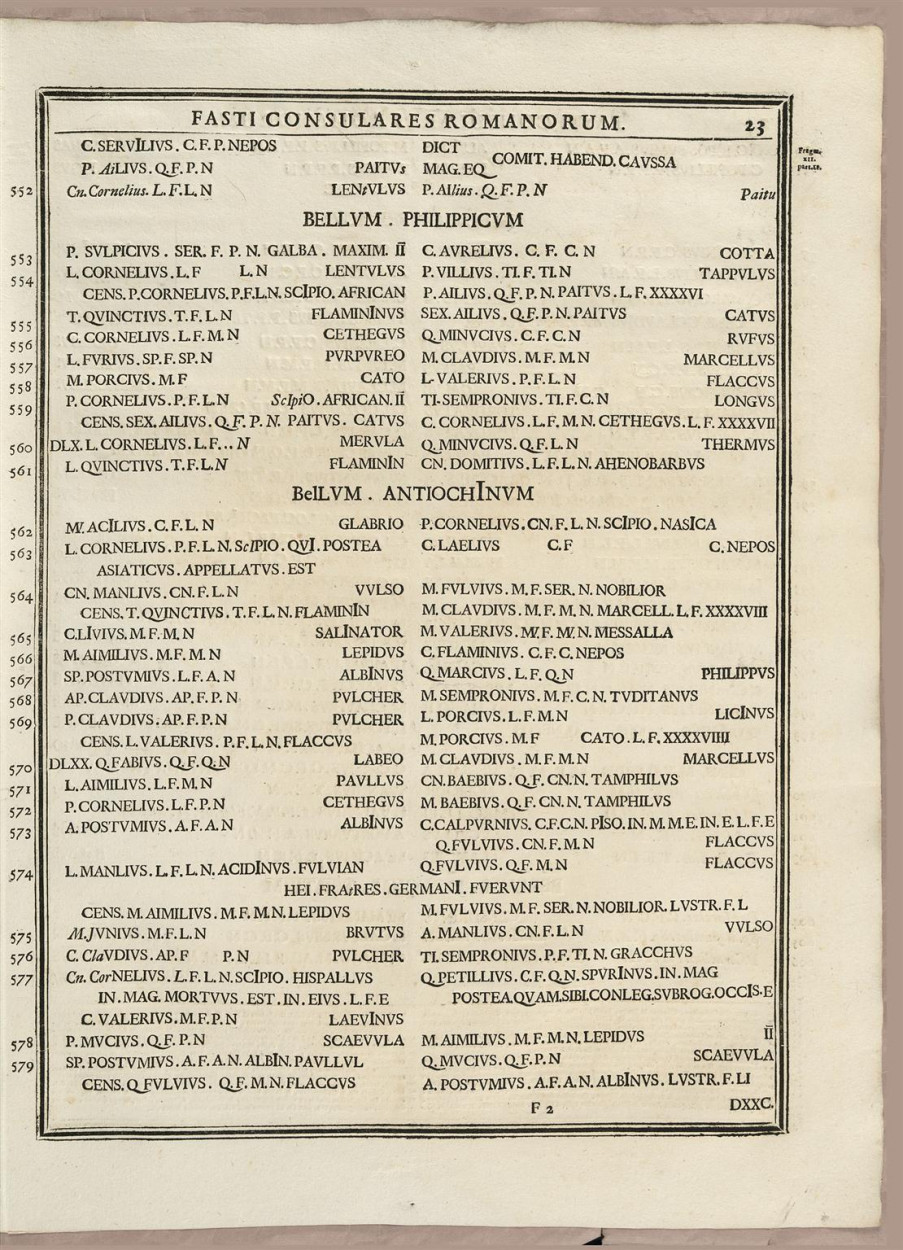 FASTI CONSULARES ROMANORUM. 23
C. SERVIlIVS. C. F. P. NEPOS DICT
P. AiLIVS. Q. F. P. N PAITVs MAG. EQ COMIT. HABEND. CAVSSA
Fragm. XII.
552 Cn. Cornelius. L. F. L. N LENtVLVS P. AIlius. Q. F. P. N Paitu
BELLVM . PHILIPPICVM
553 P. SVLPICIVS . SER. F. P. N. GALBA . MAXIM. II C. AVRELIVS. C. F. C. N COTTA
554 L. CORNELIVS. L. F L. N LENTVLVS P. VILLIVS. TI. F. TI. N TAPPVLVS
CENS. P. CORNELIVS. P. F. L. N. SCIPIO. AFRICAN P. AILIVS. Q. F. P. N. PAITVS. L. F. XXXXVI
555 T. QVINCTIVS. T. F. L. N FLAMININVS SEX. AILIVS. Q. F. P. N. PAITVS CATVS
556 C. CORNELIVS. L. F. M. N CETHEGVS Q. MINVCIVS. C. F. C. N RVFVS
557 L. FVRIVS. SP. F. SP. N PVRPVREO M. CLAVDIVS. M. F. M. N MARCELLVS
558 M. PORCIVS. M. F CATO L. VALERIVS. P. F. L. N FLACCVS
559 P. CORNELIVS. P. F. L. N ScIpiO. AFRICAN. II TI. SEMPRONIVS. TI. F. C. N LONGVS
CENS. SEX. AILIVS. Q. F. P. N. PAITVS. CATVS C. CORNELIVS. L. F. M. N. CETHEGVS. L. F. XXXXVII
560 DLX. L. CORNELIVS. L. F. .. N MERVLA Q. MINVCIVS. Q. F. L. N THERMVS
561 L. QVINCTIVS. T. F. L. N FLAMININ CN. DOMITIVS. L. F. L. N. AHENOBARBVS
BelLVM . ANTIOCHINVM
562 M'. ACILIVS. C. F. L. N GLABRIO P. CORNELIVS. CN. F. L. N. SCIPIO. NASICA
563 L. CORNELIVS. P. F. L. N. ScIPIO. QVI. POSTEA C. LAELIVS C. F C. NEPOS
ASIATICVS. APPELLATVS. EST
564 CN. MANLIVS. CN. F. L. N VVLSO M. FVLVIVS. M. F. SER. N. NOBILIOR
CENS. T. QVINCTIVS. T. F. L. N. FLAMININ M. CLAVDIVS. M. F. M. N. MARCELL. L. F. XXXXVIII
565 C. LIVIVS. M. F. M. N SALINATOR M. VALERIVS. M'. F. M'. N. MESSALLA
566 M. AIMILIVS. M. F. M. N LEPIDVS C. FLAMINIVS. C. F. C. NEPOS
567 SP. POSTVMIVS. L. F. A. N ALBINVS Q. MARCIVS. L. F. Q. N PHILIPPVS
568 AP. CLAVDIVS. AP. F. P. N PVLCHER M. SEMPRONIVS. M. F. C. N. TVDITANVS
569 P. CLAVDIVS. AP. F. P. N PVLCHER L. PORCIVS. L. F. M. N LICINVS
CENS. L. VALERIVS. P. F. L. N. FLACCVS M. PORCIVS. M. F CATO. L. F. XXXXVIIII
570 DLXX. Q. FABIVS. Q. F. Q. N LABEO M. CLAVDIVS. M. F. M. N MARCELLVS
571 L. AIMILIVS. L. F. M. N PAVLLVS CN. BAEBIVS. Q. F. CN. N. TAMPHILVS
572 P. CORNELIVS. L. F. P. N CETHEGVS M. BAEBIVS. Q. F. CN. N. TAMPHILVS
573 A. POSTVMIVS. A. F. A. N ALBINVS C. CALPVRNIVS. C. F. C. N. PISO. IN. M. M. E. IN. E. L. F. E
Q. FVLVIVS. CN. F. M. N FLACCVS
574 L. MANLIVS. L. F. L. N. ACIDINVS. FVLVIAN Q. FVLVIVS. Q. F. M. N FLACCVS
HEI. FRAtRES. GERMANI. FVERVNT
CENS. M. AIMILIVS. M. F. M. N. LEPIDVS M. FVLVIVS. M. F. SER. N. NOBILIOR. LVSTR. F. L
575 M. JVNIVS. M. F. L. N BRVTVS A. MANLIVS. CN. F. L. N VVLSO
576 C. ClaVDIVS. AP. F P. N PVLCHER TI. SEMPRONIVS. P. F. TI. N. GRACCHVS
577 Cn. CorNELIVS. L. F. L. N. SCIPIO. HISPALLVS Q. PETILLIVS. C. F. Q. N. SPVRINVS. IN. MAG
IN. MAG. MORTVVS. EST. IN. EIVS. L. F. E POSTEA. QVAM. SIBI. CONLEG. SVBROG. OCCIS. E
C. VALERIVS. M. F. P. N LAEVINVS
578 P. MVCIVS. Q. F. P. N SCAEVVLA M. AIMILIVS. M. F. M. N. LEPIDVS II
579 SP. POSTVMIVS. A. F. A. N. ALBIN. PAVLLVL Q. MVCIVS. Q. F. P. N SCAEVVLA
CENS. Q. FVLVIVS. Q. F. M. N. FLACCVS A. POSTVMIVS. A. F. A. N. ALBINVS. LVSTR. F. LI
F 2 DXXC.